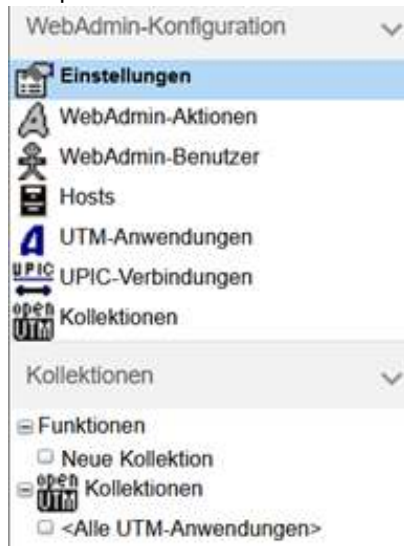 WebAdmin-Konfiguration
Einstellungen
WebAdmin-Aktionen
WebAdmin-Benutzer
Hosts
UTM-Anwendungen
UPIC UPIC-Verbindungen
open UTM Kollektionen
Kollektionen
Funktionen
Neue Kollektion
open UTM Kollektionen
<Alle UTM-Anwendungen>